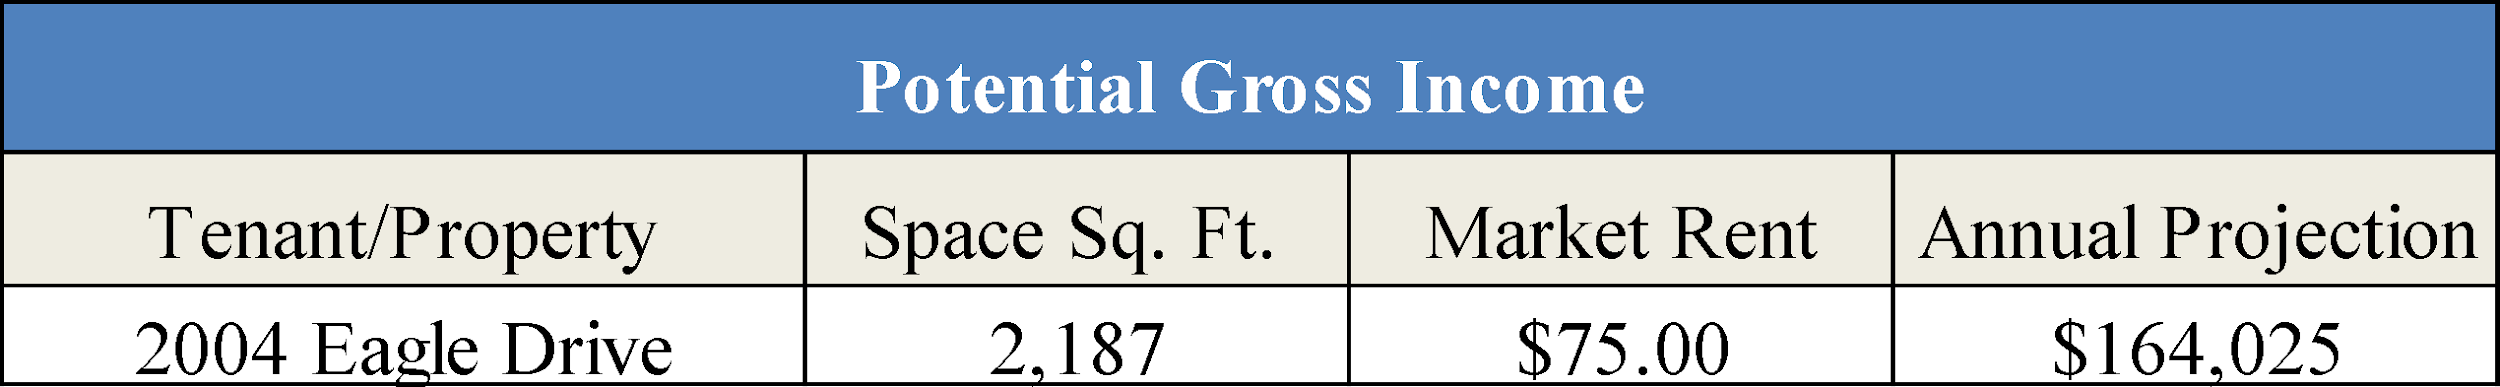 Potential Gross Income
Tenant/Property Space Sq. Ft. Market Rent Annual Projection
2004 Eagle Drive 2,187 $75.00 $164,025